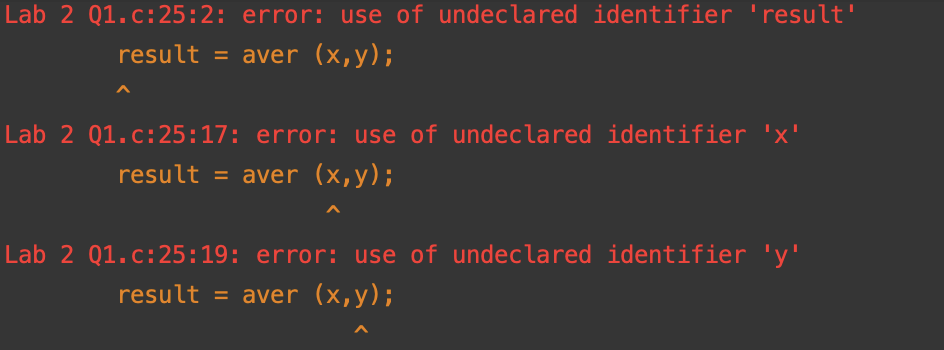 Lab 2 Q1.c:25:2: error: use of undeclared identifier 'result'
result = aver (x,y);
^
Lab 2 Q1.c:25:17: error: use of undeclared identifier 'x'
result = aver (x,y);
^
Lab 2 Q1.c:25:19: error: use of undeclared identifier 'y'
result = aver (x,y);
^